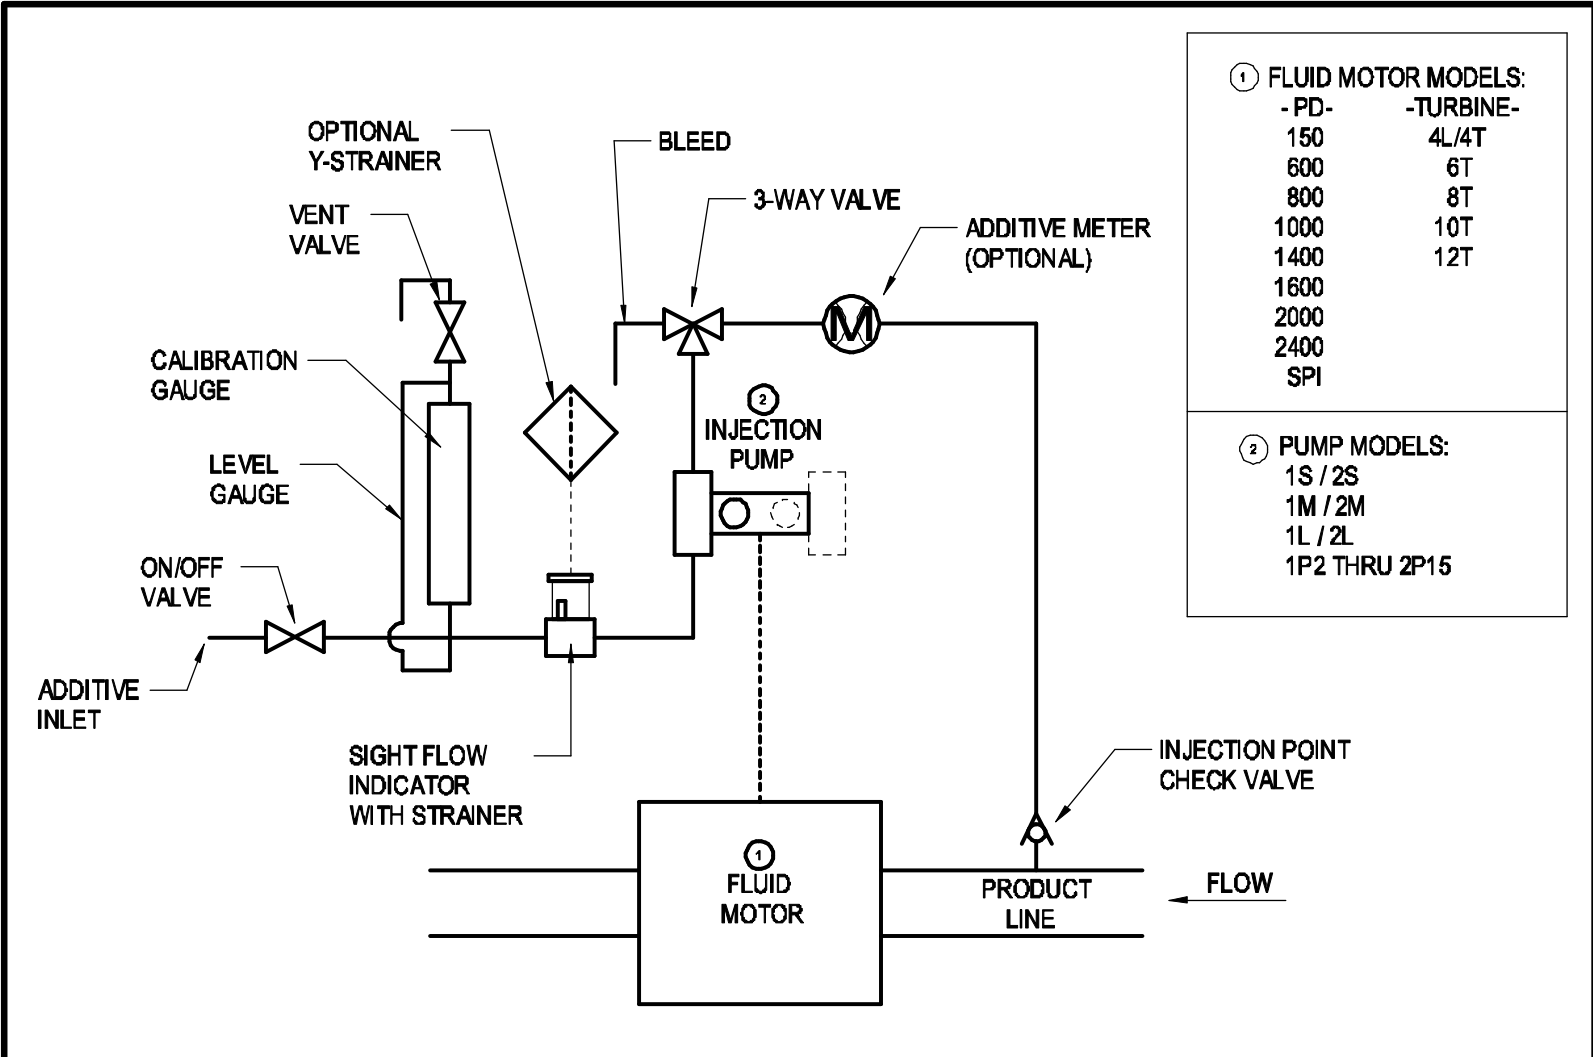 OPTIONAL
Y-STRAINER
BLEED
VENT
VALVE
3-WAY VALVE
ADDITIVE METER
(OPTIONAL)
M
CALIBRATION
GAUGE
2
INJECTION
PUMP
LEVEL
GAUGE
ON/OFF
VALVE
ADDITIVE
INLET
SIGHT FLOW
INDICATOR
WITH STRAINER
INJECTION POINT
CHECK VALVE
1
FLUID
MOTOR
PRODUCT
LINE
FLOW
1 FLUID MOTOR MODELS:
- PD- -TURBINE-
150 4L/4T
600 6T
800 8T
1000 10T
1400 12T
1600
2000
2400
SPI
2 PUMP MODELS:
1S / 2S
1M / 2M
1L / 2L
1P2 THRU 2P15